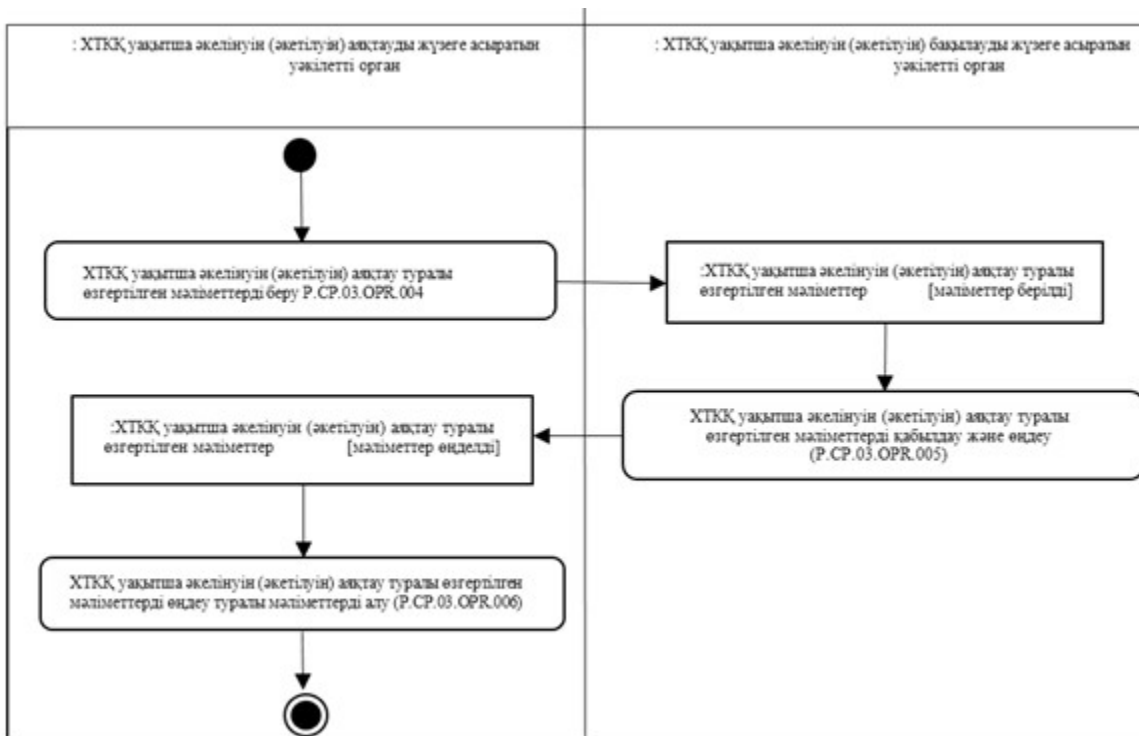 : ХТКҚ уақытша әкелінуін (әкетілуін) аяқтауды жүзеге асыратын
уәкілетті орган
: ХТКҚ уақытша әкелінуін (әкетілуін) бақылауды жүзеге асыратын
уәкілетті орган
ХТКҚ уақытша әкелінуін (әкетілуін) аяқтау туралы
өзгертілген мәліметтерді беру P.CP.03.OPR.004
:ХТКҚ уақытша әкелінуін (әкетілуін) аяқтау туралы
өзгертілген мәліметтер [мәліметтер берілді]
ХТКҚ уақытша әкелінуін (әкетілуін) аяқтау туралы
өзгертілген мәліметтерді қабылдау және өңдеу
(P.CP.03.OPR.005)
:ХТКҚ уақытша әкелінуін (әкетілуін) аяқтау туралы
өзгертілген мәліметтер [мәліметтер өңделді]
ХТКҚ уақытша әкелінуін (әкетілуін) аяқтау туралы өзгертілген
мәліметтерді өңдеу туралы мәліметтерді алу (P.CP.03.OPR.006)